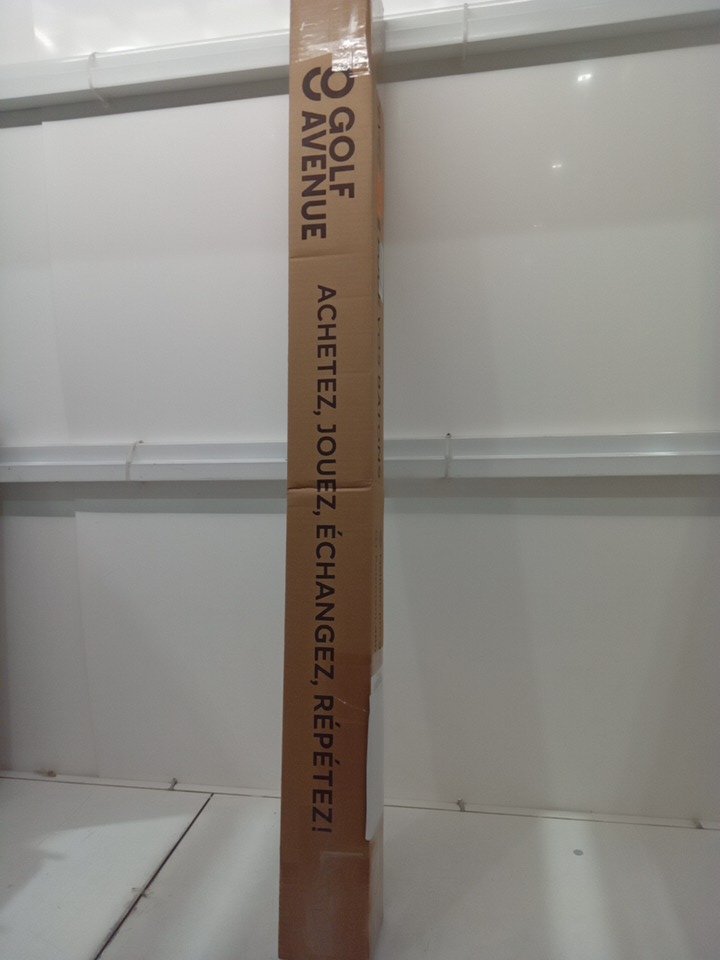 GOLF
AVENUE
ACHETEZ, JOUEZ, ÉCHANGEZ, RÉPÉTEZ!